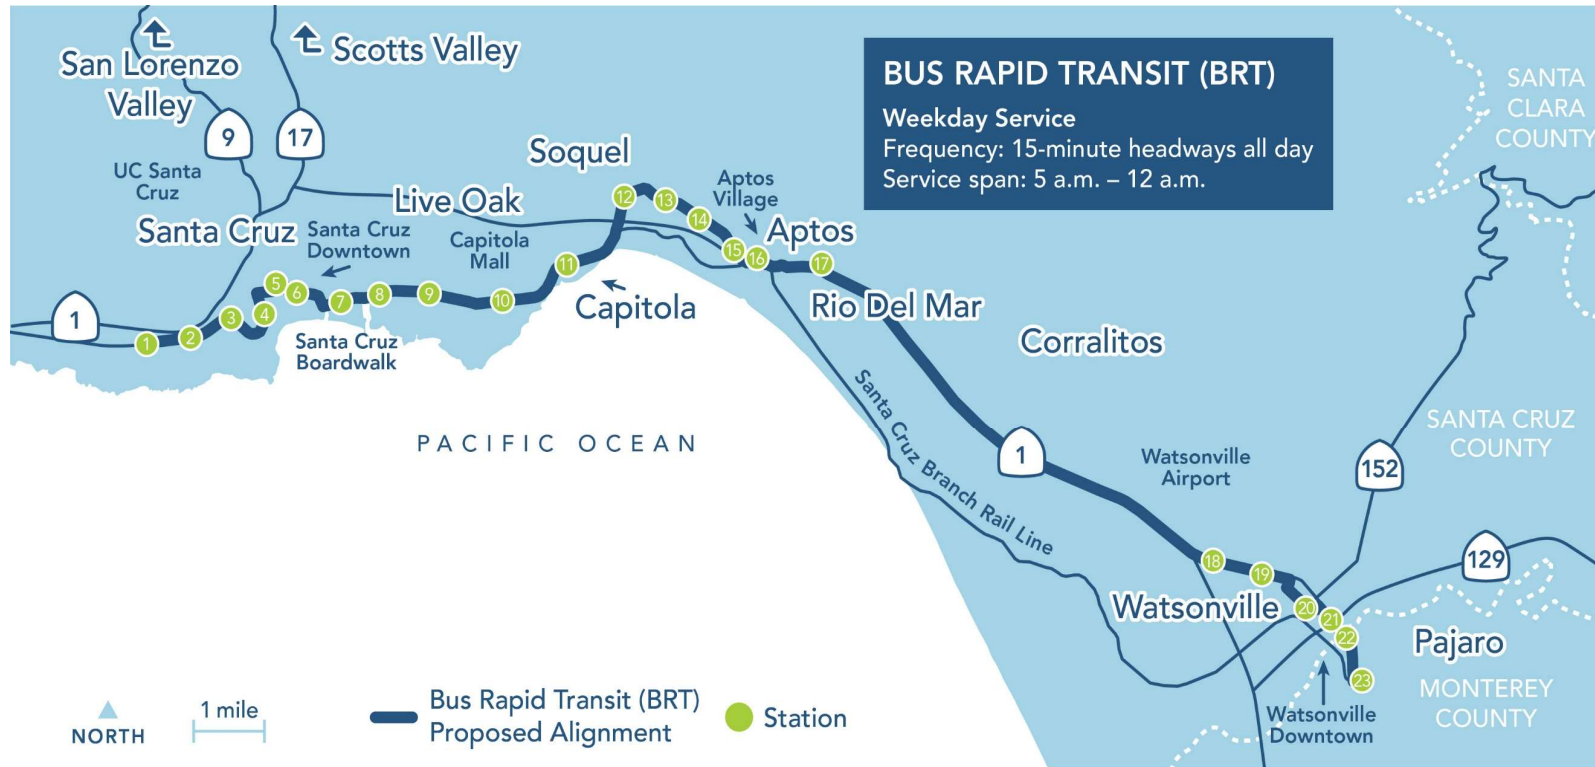 San Lorenzo
Valley
Scotts Valley
9
17
UC Santa
Cruz
Santa Cruz
Santa Cruz
Downtown
Live Oak
Capitola
Mall
Soquel
Aptos
Village
Aptos
BUS RAPID TRANSIT (BRT)
Weekday Service
Frequency: 15-minute headways all day
Service span: 5 a.m. – 12 a.m.
SANTA
CLARA
COUNTY
1
1
2
3
4
5
6
7
8
9
10
11
12
13
14
15
16
17
Santa Cruz
Boardwalk
Capitola
Rio Del Mar
Corralitos
PACIFIC OCEAN
Santa Cruz Branch Rail Line
1
Watsonville
Airport
152
SANTA CRUZ
COUNTY
129
18
19
20
21
22
23
Watsonville
Pajaro
MONTEREY
COUNTY
Watsonville
Downtown
NORTH
1 mile
Bus Rapid Transit (BRT)
Proposed Alignment
Station